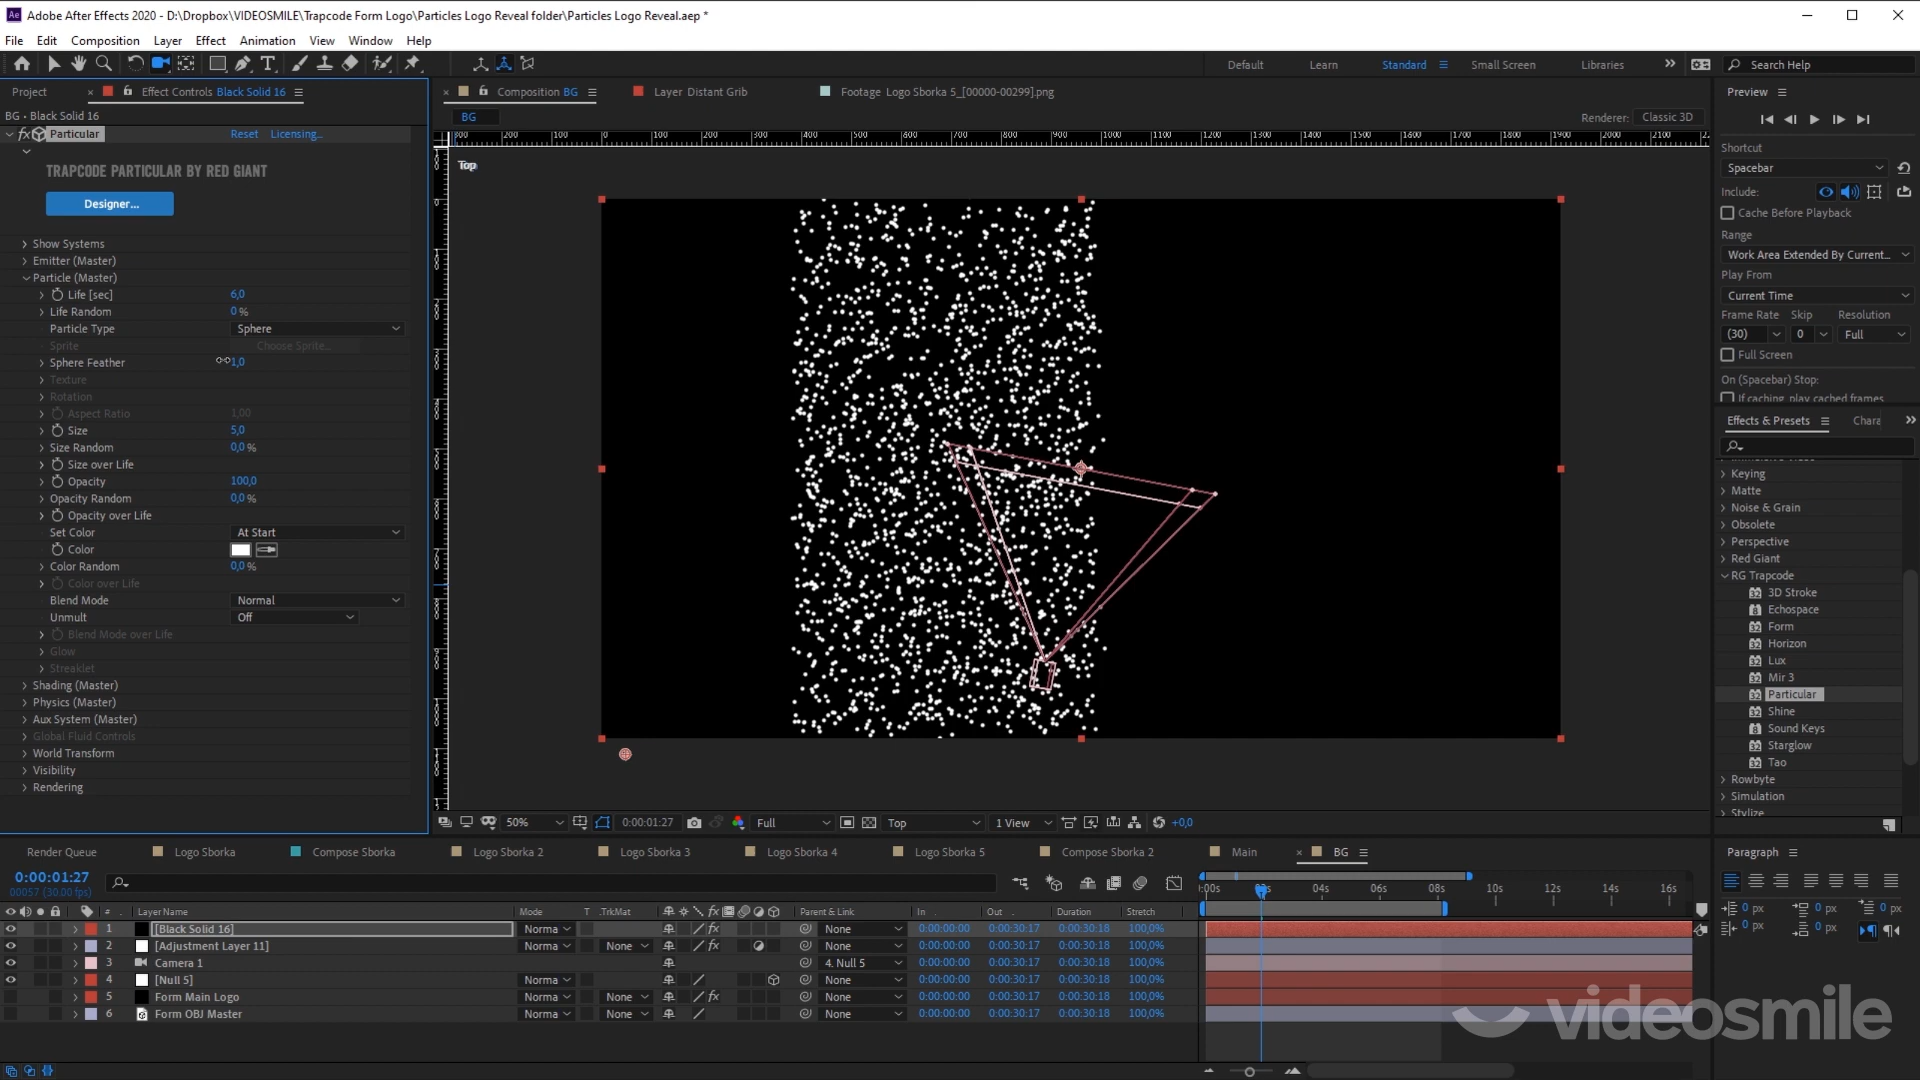 Adobe After Effects 2020 - D:\Dropbox\VIDEOSMILE\Trapcode Form Logo\Particles Logo Reveal folder\Particles Logo Reveal.aep *
File Edit Composition Layer Effect Animation View Window Help
Default Learn Standard Small Screen Libraries Search Help
Project Effect Controls Black Solid 16
Composition BG Layer Distant Grib Footage Logo Sborka 5_[00000-00299].png
BG • Black Solid 16
BG
Renderer: Classic 3D
Particular Reset Licensing...
TRAPCODE PARTICULAR BY RED GIANT
Designer...
Show Systems
Emitter (Master)
Particle (Master)
Life [sec] 6,0
Life Random 0 %
Particle Type Sphere
Sprite Choose Sprite...
Sphere Feather 1,0
Texture
Rotation
Aspect Ratio 1,00
Size 5,0
Size Random 0,0 %
Size over Life
Opacity 100,0
Opacity Random 0,0 %
Opacity over Life
Set Color At Start
Color
Color Random 0,0 %
Color over Life
Blend Mode Normal
Unmult Off
Blend Mode over Life
Glow
Streaklet
Shading (Master)
Physics (Master)
Aux System (Master)
Global Fluid Controls
World Transform
Visibility
Rendering
Top
50% 0:00:01:27 Full Top 1 View +0,0
Preview
Shortcut
Spacebar
Include:
Cache Before Playback
Range
Work Area Extended By Current...
Play From
Current Time
Frame Rate Skip Resolution
(30) 0 Full
Full Screen
On (Spacebar) Stop:
If caching, play cached frames
Effects & Presets Chara
Keying
Matte
Noise & Grain
Obsolete
Perspective
Red Giant
RG Trapcode
3D Stroke
Echospace
Form
Horizon
Lux
Mir 3
Particular
Shine
Sound Keys
Starglow
Tao
Rowbyte
Simulation
Stylize
Render Queue Logo Sborka Compose Sborka Logo Sborka 2 Logo Sborka 3 Logo Sborka 4 Logo Sborka 5 Compose Sborka 2 Main BG
0:00:01:27
00057 (30.00 fps)
04s 06s 08s 10s 12s 14s 16s
# Layer Name Mode T .TrkMat Parent & Link In Out Duration Stretch
1 [Black Solid 16] Norma None 0:00:00:00 0:00:30:17 0:00:30:18 100,0%
2 [Adjustment Layer 11] Norma None None 0:00:00:00 0:00:30:17 0:00:30:18 100,0%
3 Camera 1 4. Null 5 0:00:00:00 0:00:30:17 0:00:30:18 100,0%
4 [Null 5] Norma None 0:00:00:00 0:00:30:17 0:00:30:18 100,0%
5 Form Main Logo Norma None None 0:00:00:00 0:00:30:17 0:00:30:18 100,0%
6 Form OBJ Master Norma None None 0:00:00:00 0:00:30:17 0:00:30:18 100,0%
Paragraph
0 px 0 px 0 px
0 px 0 px
videosmile